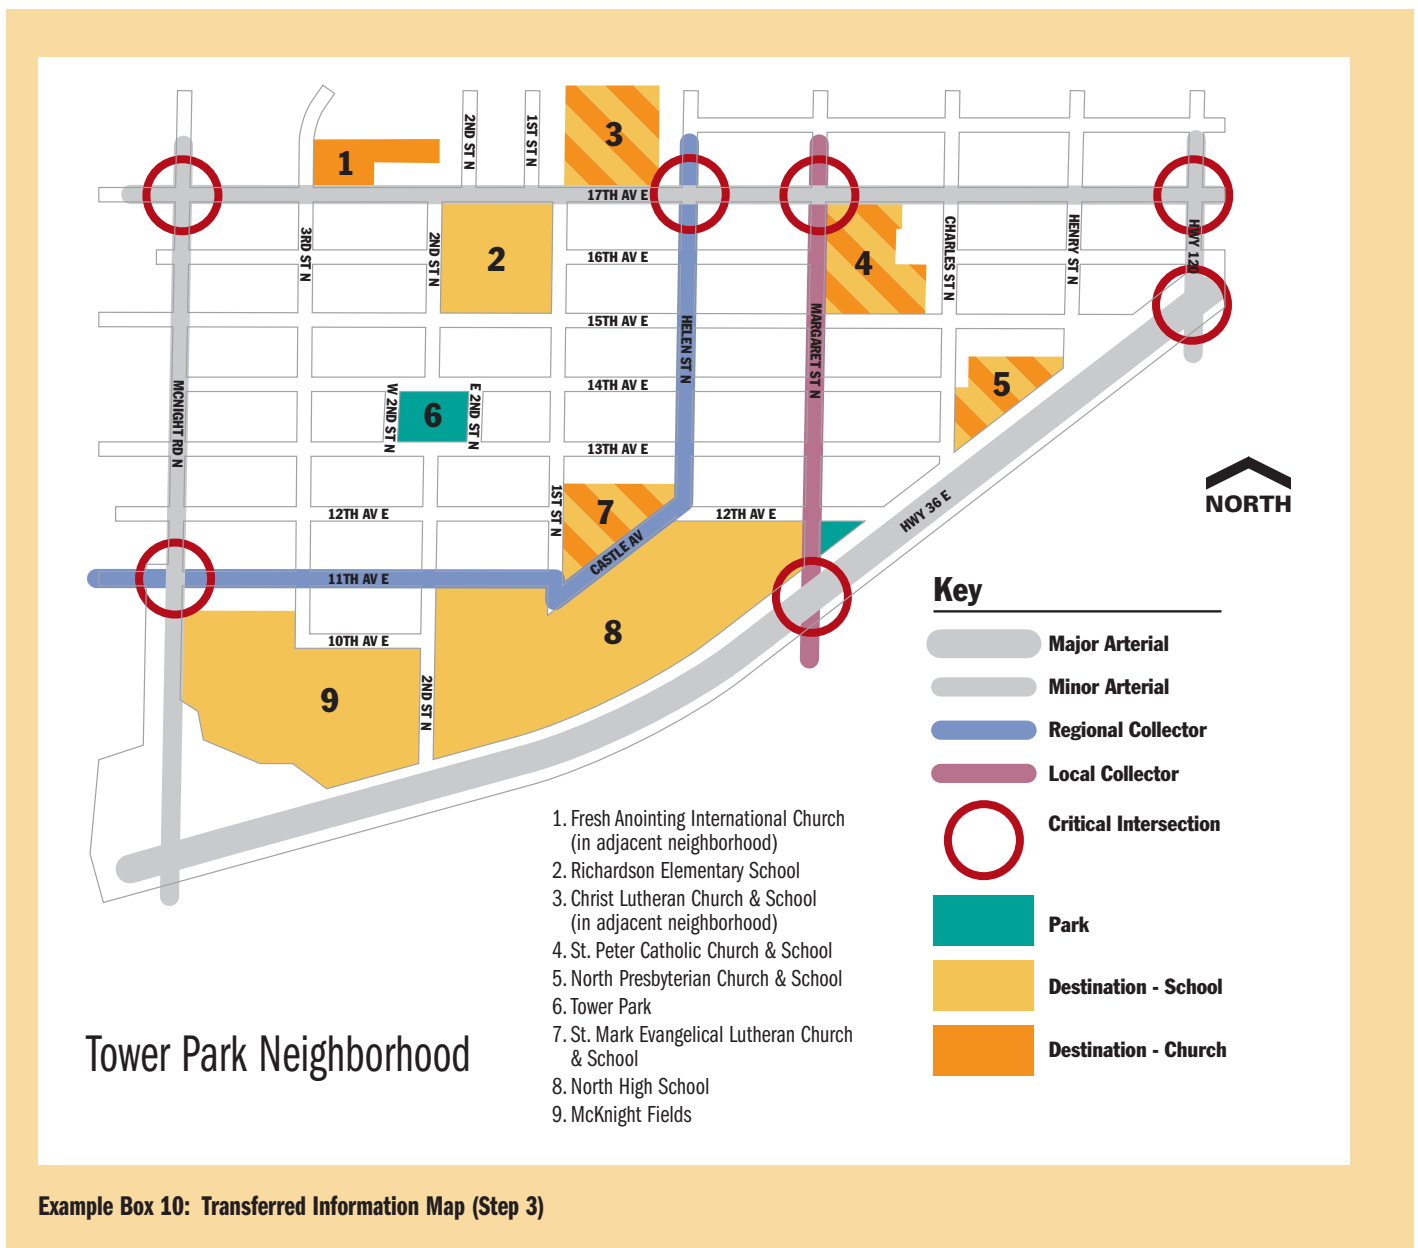 2ND ST N
1ST ST N
3
1
17TH AV E
3RD ST N
2ND ST N
2
16TH AV E
4
CHARLES ST N
HENRY ST N
HWY 120
15TH AV E
HELEN ST N
MARGARET ST N
MCNIGHT RD N
W 2ND ST N
6
E 2ND ST N
14TH AV E
5
13TH AV E
NORTH
1ST ST N
7
12TH AV E
12TH AV E
HWY 36 E
CASTLE AV
11TH AV E
8
10TH AV E
9
2ND ST N
Key
Major Arterial
Minor Arterial
Regional Collector
Local Collector
Critical Intersection
Park
Destination - School
Destination - Church
1. Fresh Anointing International Church
(in adjacent neighborhood)
2. Richardson Elementary School
3. Christ Lutheran Church & School
(in adjacent neighborhood)
4. St. Peter Catholic Church & School
5. North Presbyterian Church & School
6. Tower Park
7. St. Mark Evangelical Lutheran Church
& School
8. North High School
9. McKnight Fields
Tower Park Neighborhood
Example Box 10: Transferred Information Map (Step 3)